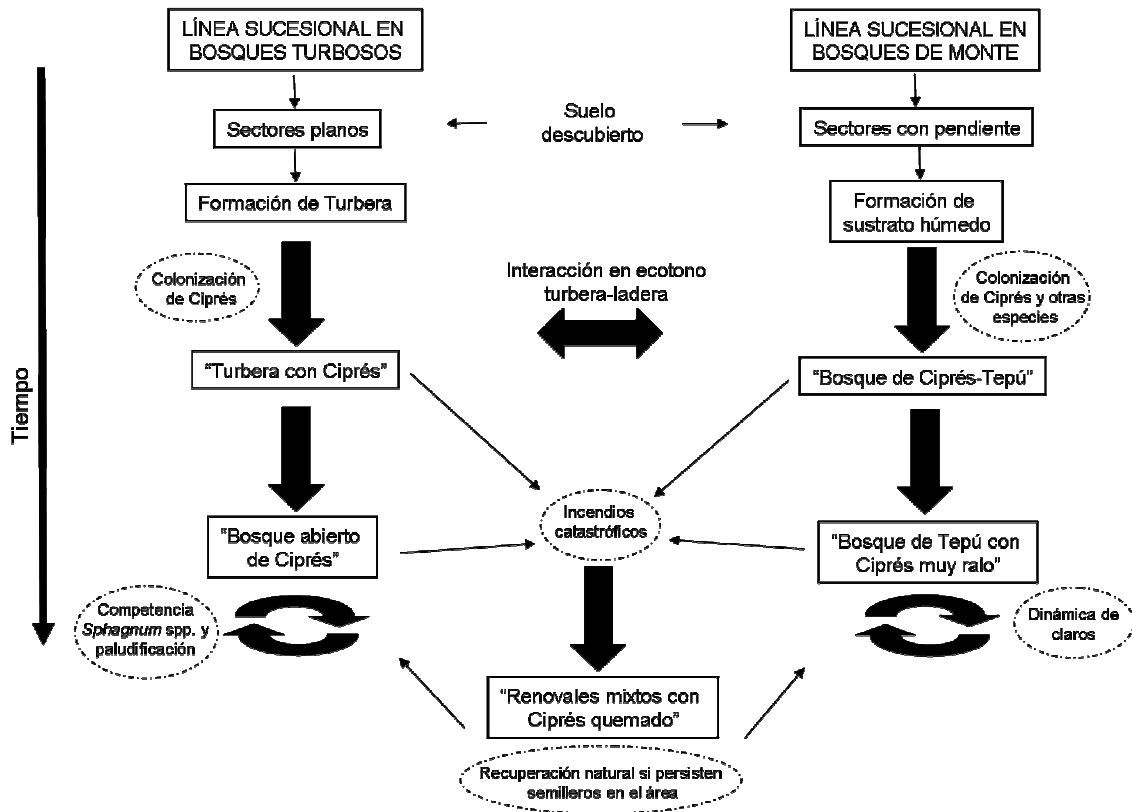 LÍNEA SUCESIONAL EN
BOSQUES TURBOSOS
LÍNEA SUCESIONAL EN
BOSQUES DE MONTE
Sectores planos
Suelo
descubierto
Sectores con pendiente
Formación de Turbera
Formación de
sustrato húmedo
Colonización
de Ciprés
Interacción en ecotono
turbera-ladera
Colonización
de Ciprés y otras
especies
Tiempo
“Turbera con Ciprés”
“Bosque de Ciprés-Tepú”
Incendios
catastróficos
“Bosque abierto
de Ciprés”
“Bosque de Tepú con
Ciprés muy ralo”
Competencia
Sphagnum spp. y
paludificación
Dinámica de
claros
“Renovales mixtos con
Ciprés quemado”
Recuperación natural si persisten
semilleros en el área